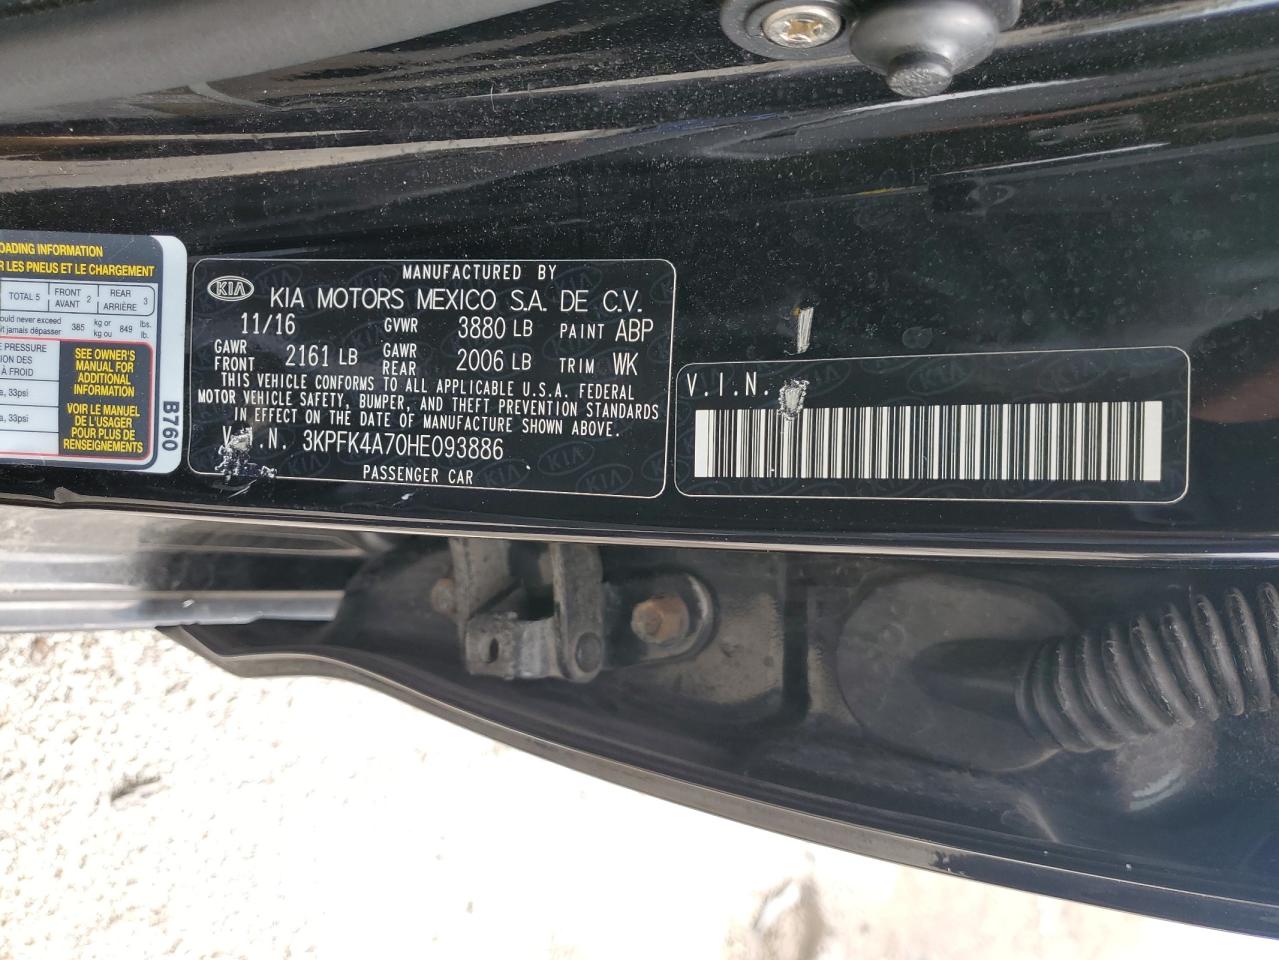 OADING INFORMATION
R LES PNEUS ET LE CHARGEMENT
TOTAL 5 FRONT AVANT 2 REAR ARRIÈRE 3
ould never exceed
it jamais dépasser 385 kg or kg ou 849 lbs. lb.
E PRESSURE
ION DES
À FROID
a, 33psi
a, 33psi
SEE OWNER'S
MANUAL FOR
ADDITIONAL
INFORMATION
VOIR LE MANUEL
DE L'USAGER
POUR PLUS DE
RENSEIGNEMENTS
B760
MANUFACTURED BY
KIA KIA MOTORS MEXICO S.A. DE C.V.
11/16 GVWR 3880 LB PAINT ABP
GAWR FRONT 2161 LB GAWR REAR 2006 LB TRIM WK
THIS VEHICLE CONFORMS TO ALL APPLICABLE U.S.A. FEDERAL
MOTOR VEHICLE SAFETY, BUMPER, AND THEFT PREVENTION STANDARDS
IN EFFECT ON THE DATE OF MANUFACTURE SHOWN ABOVE.
V.I.N. 3KPFK4A70HE093886
PASSENGER CAR
V.I.N.